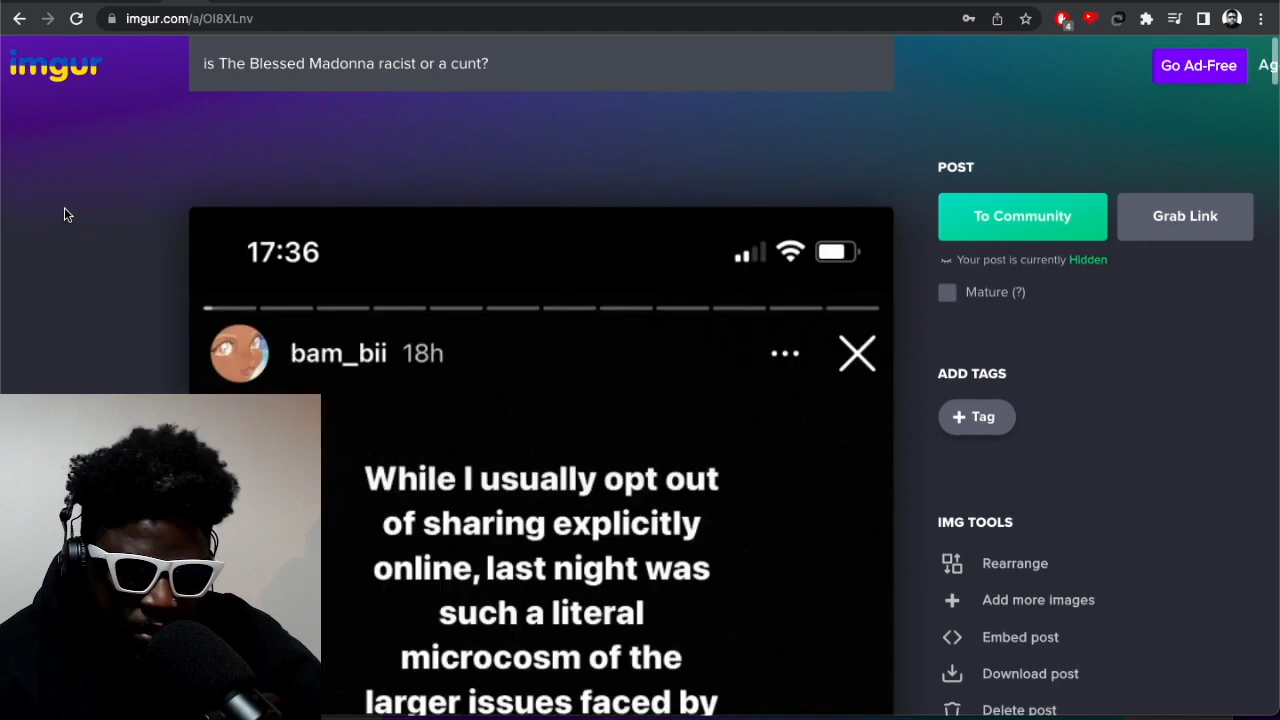 imgur.com/a/OI8XLnv
4
imgur
is The Blessed Madonna racist or a cunt?
Go Ad-Free
Ag
POST
To Community
Grab Link
Your post is currently Hidden
Mature (?)
17:36
bam_bii 18h
ADD TAGS
+ Tag
While I usually opt out
of sharing explicitly
online, last night was
such a literal
microcosm of the
larger issues faced by
IMG TOOLS
Rearrange
Add more images
Embed post
Download post
Delete post